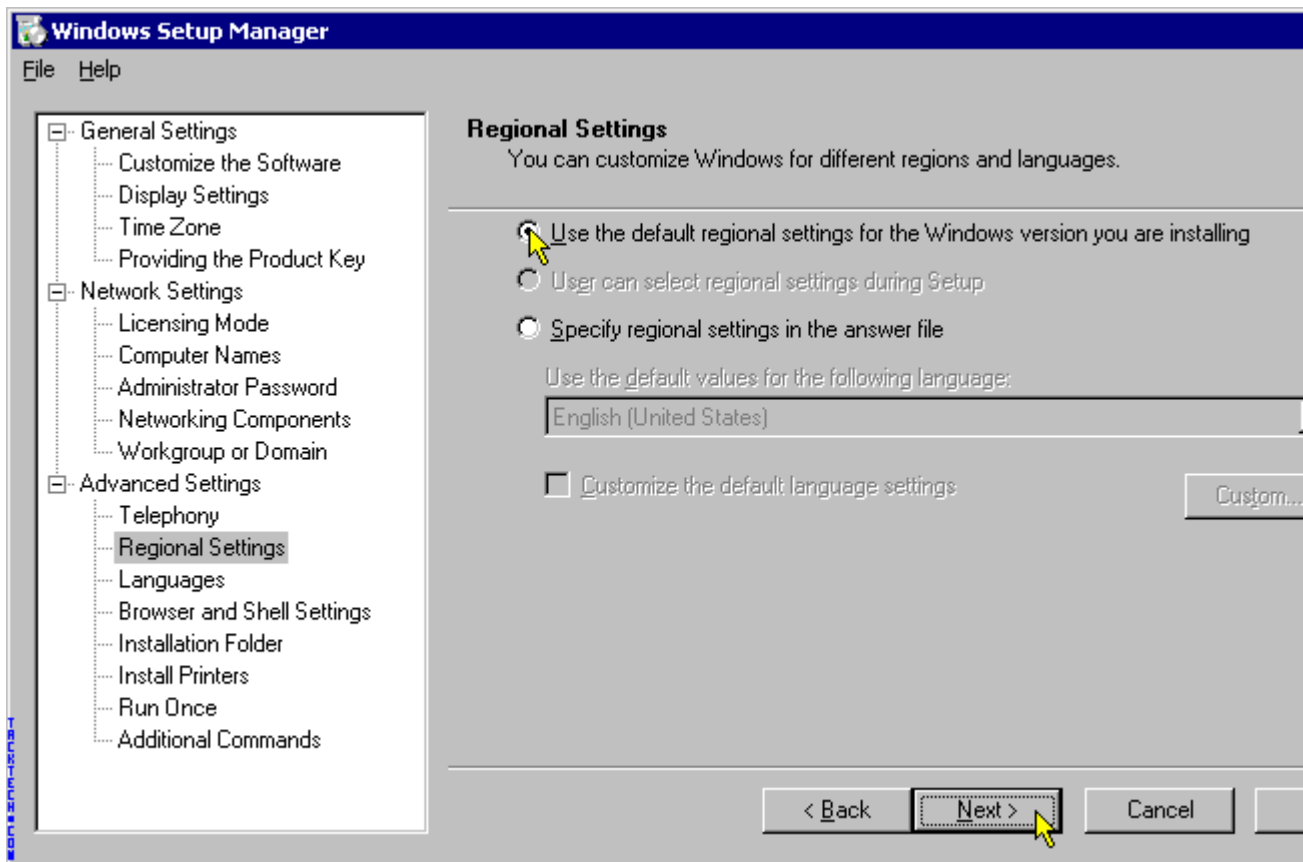 Windows Setup Manager
File Help
General Settings
Customize the Software
Display Settings
Time Zone
Providing the Product Key
Network Settings
Licensing Mode
Computer Names
Administrator Password
Networking Components
Workgroup or Domain
Advanced Settings
Telephony
Regional Settings
Languages
Browser and Shell Settings
Installation Folder
Install Printers
Run Once
Additional Commands
Regional Settings
You can customize Windows for different regions and languages.
Use the default regional settings for the Windows version you are installing
User can select regional settings during Setup
Specify regional settings in the answer file
Use the default values for the following language:
English (United States)
Customize the default language settings
Custom...
< Back Next > Cancel
TACKTECH.COM